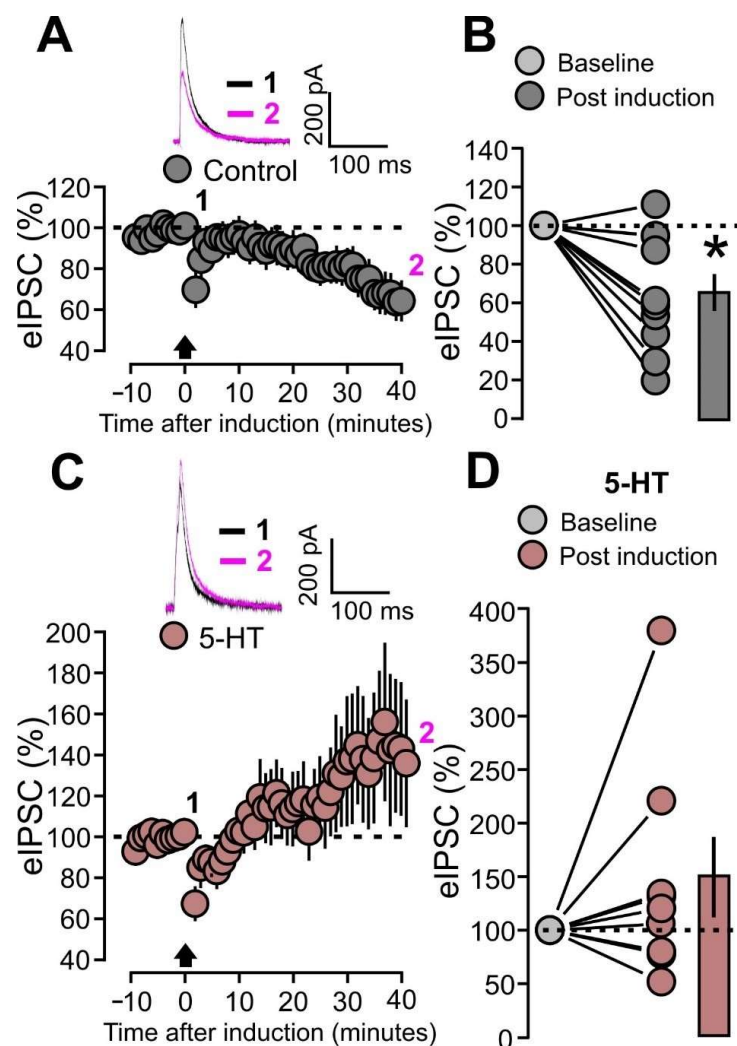 A
1
2
200 pA
100 ms
Control
eIPSC (%)
120
100
80
60
40
1
2
−10 0 10 20 30 40
Time after induction (minutes)
B
Baseline
Post induction
eIPSC (%)
140
120
100
80
60
40
20
0
*
C
1
2
200 pA
100 ms
5-HT
eIPSC (%)
200
180
160
140
120
100
80
60
40
1
2
−10 0 10 20 30 40
Time after induction (minutes)
D
5-HT
Baseline
Post induction
eIPSC (%)
400
350
300
250
200
150
100
50
0